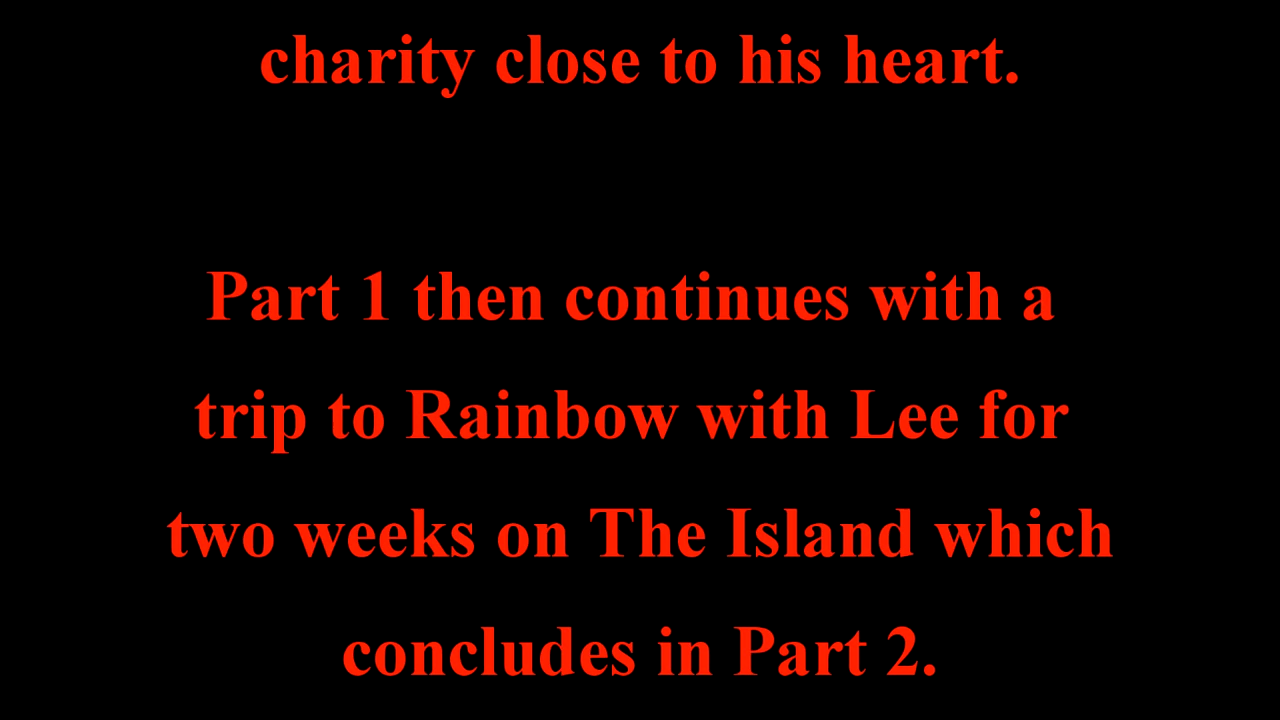 charity close to his heart.
Part 1 then continues with a
trip to Rainbow with Lee for
two weeks on The Island which
concludes in Part 2.